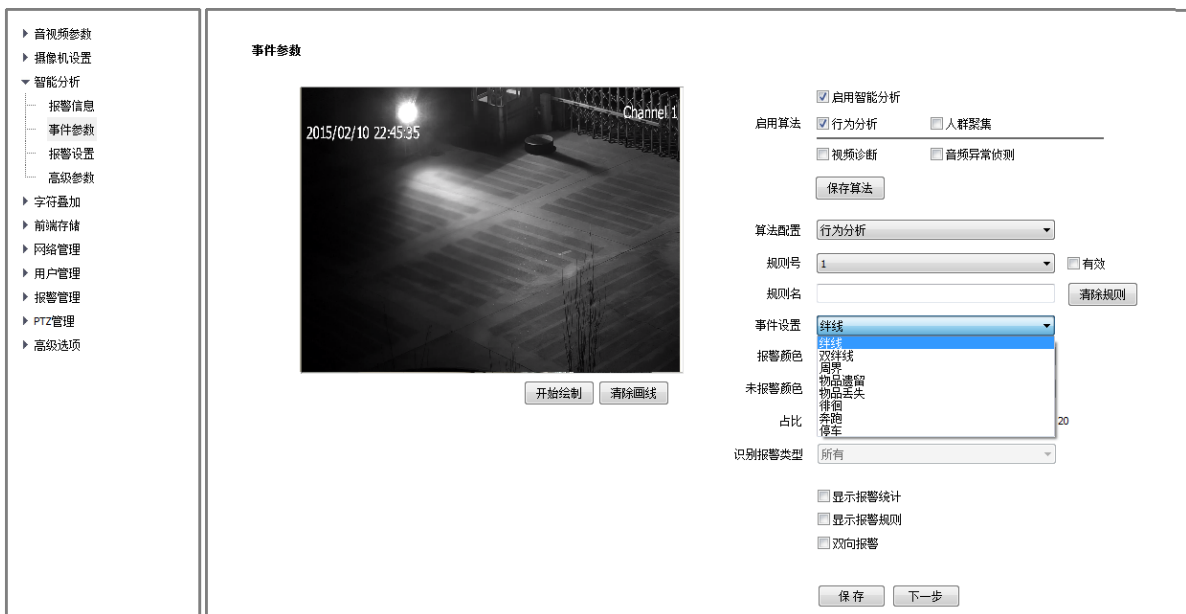 音视频参数
摄像机设置
智能分析
报警信息
事件参数
报警设置
高级参数
字符叠加
前端存储
网络管理
用户管理
报警管理
PTZ管理
高级选项
事件参数
2015/02/10 22:45:35
Channel 1
开始绘制 清除画线
启用智能分析
启用算法 行为分析 人群聚集
视频诊断 音频异常侦测
保存算法
算法配置 行为分析
规则号 1 有效
规则名 清除规则
事件设置 绊线
绊线
双绊线
周界
物品遗留
物品丢失
徘徊
奔跑
停车
报警颜色
未报警颜色
占比 20
识别报警类型 所有
显示报警统计
显示报警规则
双向报警
保存 下一步